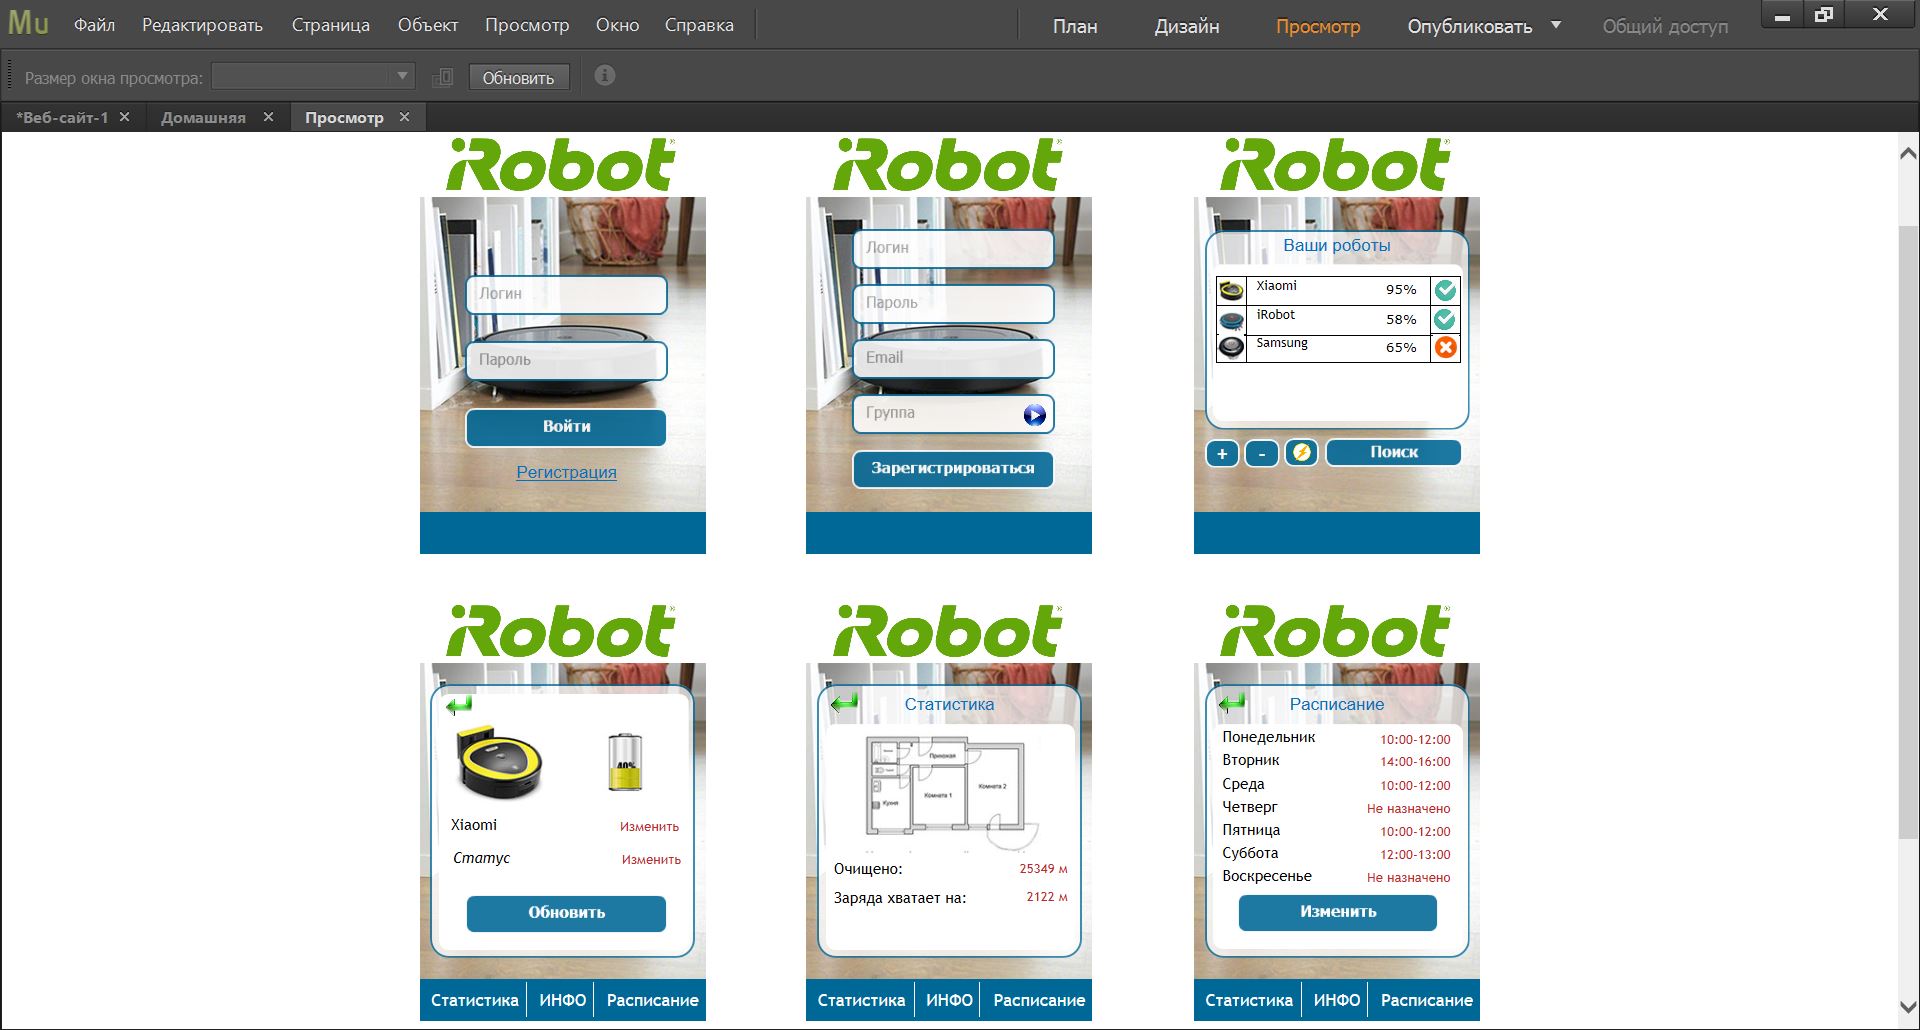 Mu Файл Редактировать Страница Объект Просмотр Окно Справка План Дизайн Просмотр Опубликовать Общий доступ
Размер окна просмотра: Обновить
*Веб-сайт-1 Домашняя Просмотр
iRobot®
Логин
Пароль
Войти
Регистрация
iRobot®
Логин
Пароль
Email
Группа
Зарегистрироваться
iRobot®
Ваши роботы
Xiaomi 95%
iRobot 58%
Samsung 65%
+ - Поиск
iRobot®
40%
Xiaomi Изменить
Статус Изменить
Обновить
Статистика ИНФО Расписание
iRobot®
Статистика
Прихожая
Комната 1
Комната 2
Кухня
Очищено: 25349 м
Заряда хватает на: 2122 м
Статистика ИНФО Расписание
iRobot®
Расписание
Понедельник 10:00-12:00
Вторник 14:00-16:00
Среда 10:00-12:00
Четверг Не назначено
Пятница 10:00-12:00
Суббота 12:00-13:00
Воскресенье Не назначено
Изменить
Статистика ИНФО Расписание